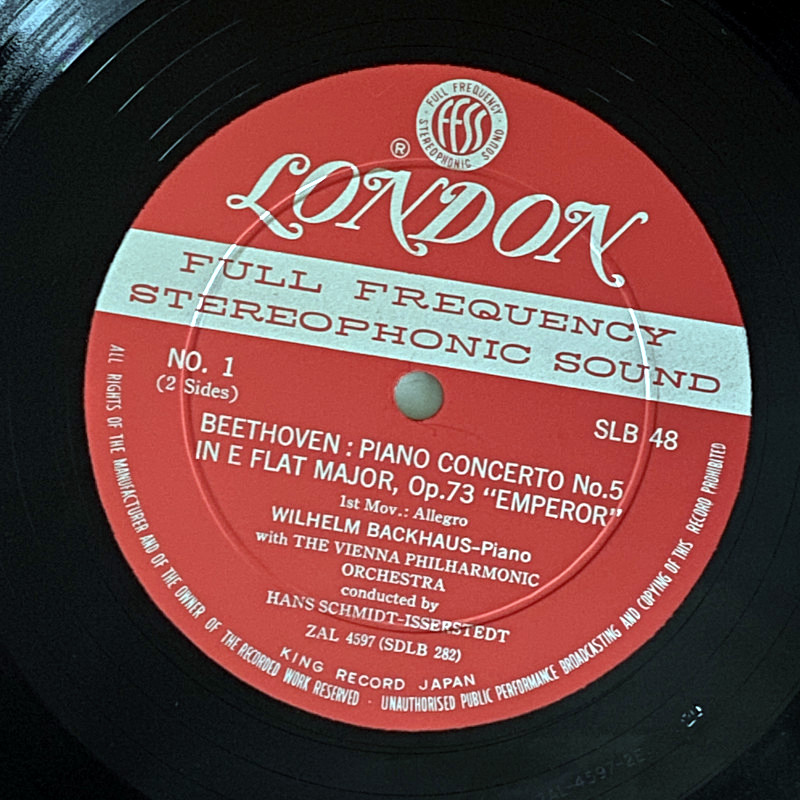 FULL FREQUENCY
FFSS
STEREOPHONIC SOUND
®
LONDON
FULL FREQUENCY
STEREOPHONIC SOUND
NO. 1
(2 Sides)
SLB 48
BEETHOVEN : PIANO CONCERTO No.5
IN E FLAT MAJOR, Op.73 “EMPEROR”
1st Mov.: Allegro
WILHELM BACKHAUS–Piano
with THE VIENNA PHILHARMONIC
ORCHESTRA
conducted by
HANS SCHMIDT-ISSERSTEDT
ZAL 4597 (SDLB 282)
KING RECORD JAPAN
ALL RIGHTS OF THE MANUFACTURER AND OF THE OWNER OF THE RECORDED WORK RESERVED · UNAUTHORISED PUBLIC PERFORMANCE BROADCASTING AND COPYING OF THIS RECORD PROHIBITED